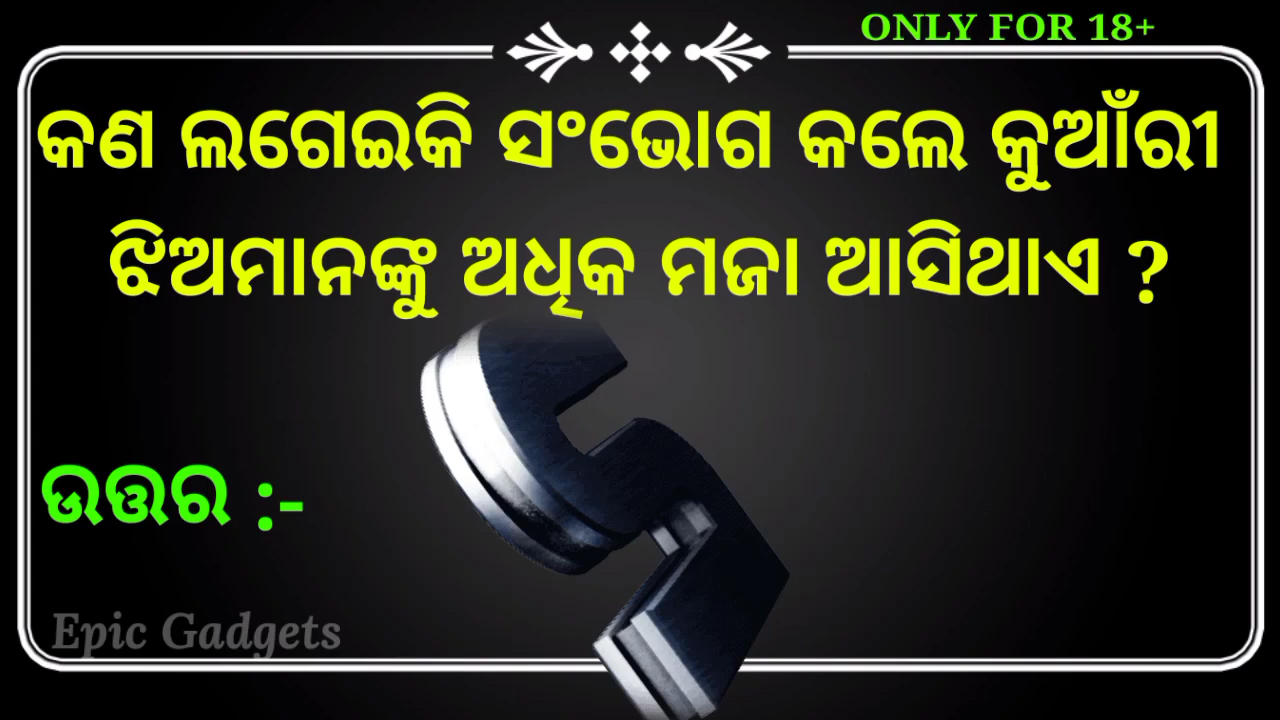 ONLY FOR 18+
କଣ ଲଗେଇକି ସଂଭୋଗ କଲେ କୁଆଁରୀ
ଝିଅମାନଙ୍କୁ ଅଧିକ ମଜା ଆସିଥାଏ ?
ଉତ୍ତର :-
Epic Gadgets